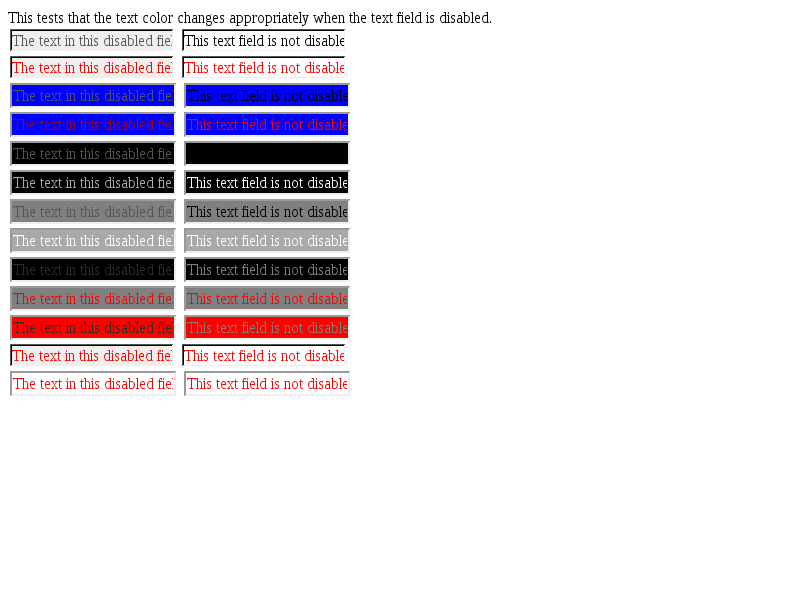 This tests that the text color changes appropriately when the text field is disabled.
The text in this disabled fie This text field is not disable
The text in this disabled fie This text field is not disable
The text in this disabled fie This text field is not disable
The text in this disabled fie This text field is not disable
The text in this disabled fie
The text in this disabled fie This text field is not disable
The text in this disabled fie This text field is not disable
The text in this disabled fie This text field is not disable
The text in this disabled fie This text field is not disable
The text in this disabled fie This text field is not disable
The text in this disabled fie This text field is not disable
The text in this disabled fie This text field is not disable
The text in this disabled fie This text field is not disable